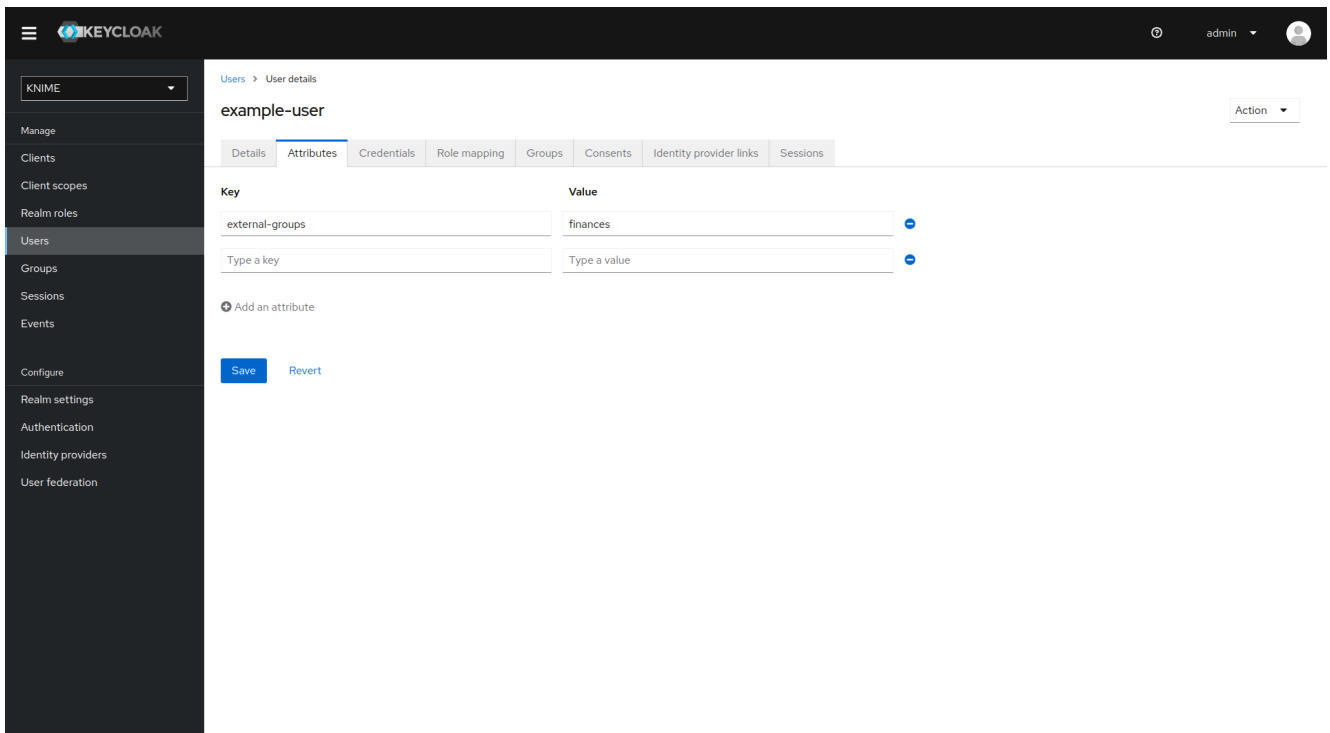 KEYCLOAK
admin
KNIME
Manage
Clients
Client scopes
Realm roles
Users
Groups
Sessions
Events
Configure
Realm settings
Authentication
Identity providers
User federation
Users > User details
example-user
Action
Details Attributes Credentials Role mapping Groups Consents Identity provider links Sessions
Key Value
external-groups finances
Type a key Type a value
Add an attribute
Save Revert